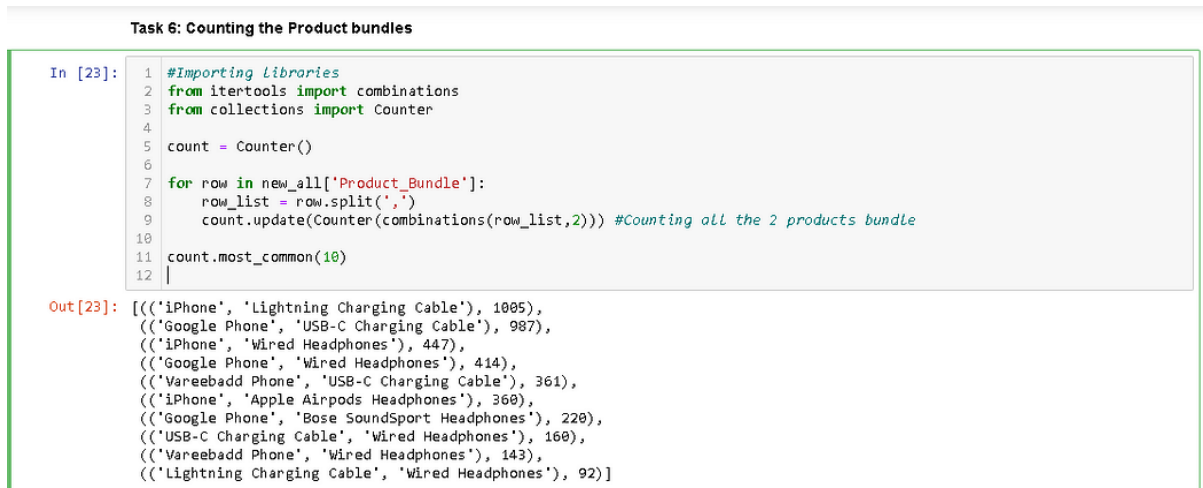 Task 6: Counting the Product bundles
In [23]:
1 #Importing Libraries
2 from itertools import combinations
3 from collections import Counter
4
5 count = Counter()
6
7 for row in new_all['Product_Bundle']:
8     row_list = row.split(',')
9     count.update(Counter(combinations(row_list,2))) #Counting all the 2 products bundle
10
11 count.most_common(10)
12
Out[23]: [(('iPhone', 'Lightning Charging Cable'), 1005),
(('Google Phone', 'USB-C Charging Cable'), 987),
(('iPhone', 'Wired Headphones'), 447),
(('Google Phone', 'Wired Headphones'), 414),
(('Vareebadd Phone', 'USB-C Charging Cable'), 361),
(('iPhone', 'Apple Airpods Headphones'), 360),
(('Google Phone', 'Bose SoundSport Headphones'), 220),
(('USB-C Charging Cable', 'Wired Headphones'), 160),
(('Vareebadd Phone', 'Wired Headphones'), 143),
(('Lightning Charging Cable', 'Wired Headphones'), 92)]